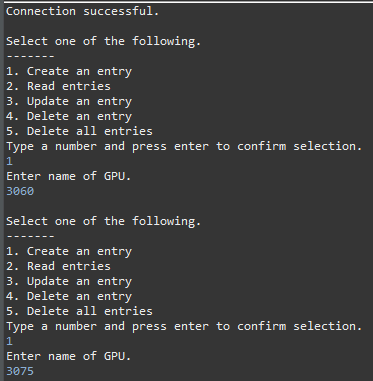 Connection successful.
Select one of the following.
-------
1. Create an entry
2. Read entries
3. Update an entry
4. Delete an entry
5. Delete all entries
Type a number and press enter to confirm selection.
1
Enter name of GPU.
3060
Select one of the following.
-------
1. Create an entry
2. Read entries
3. Update an entry
4. Delete an entry
5. Delete all entries
Type a number and press enter to confirm selection.
1
Enter name of GPU.
3075